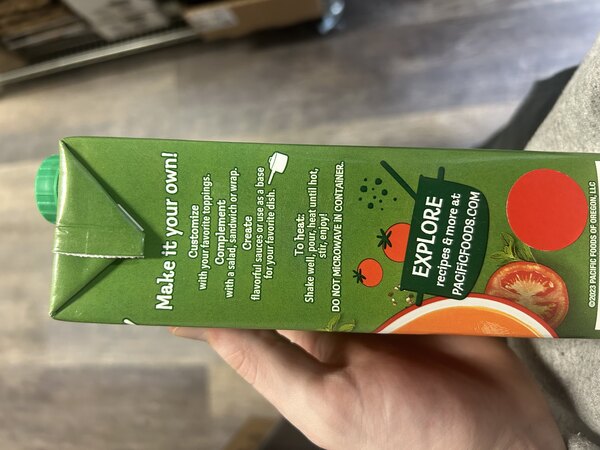 Make it your own!
Customize
with your favorite toppings.
Complement
with a salad, sandwich or wrap.
Create
flavorful sauces or use as a base
for your favorite dish.
To heat:
Shake well, pour, heat until hot,
stir, enjoy!
DO NOT MICROWAVE IN CONTAINER.
EXPLORE
recipes & more at
PACIFICFOODS.COM
©2023 PACIFIC FOODS OF OREGON, LLC